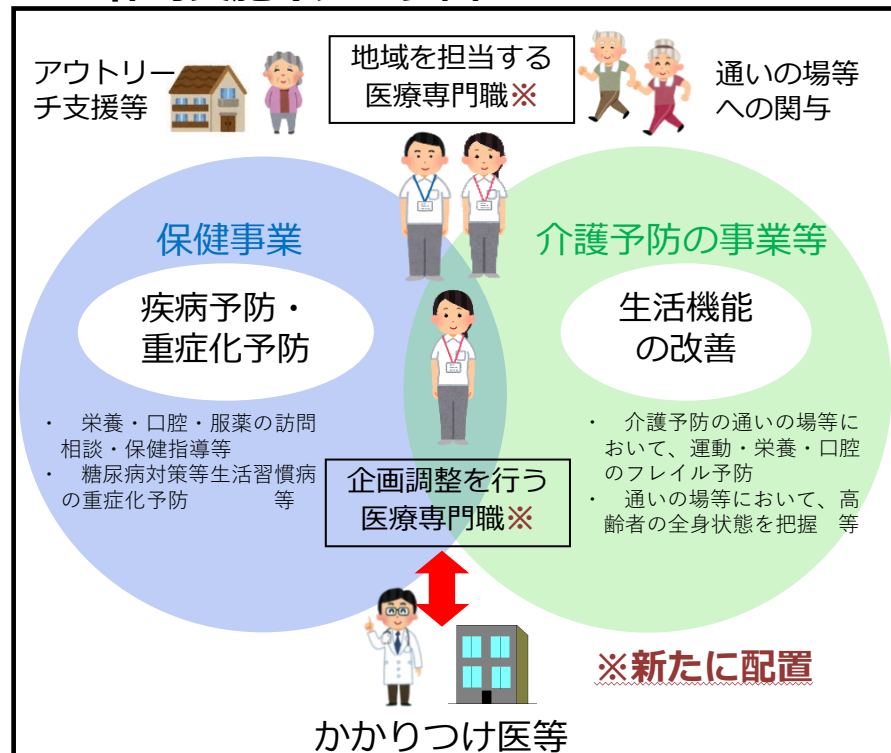 アウトリー
チ支援等
地域を担当する
医療専門職※
通いの場等
への関与
保健事業
疾病予防・
重症化予防
・　栄養・口腔・服薬の訪問
相談・保健指導等
・　糖尿病対策等生活習慣病
の重症化予防　　　　等
介護予防の事業等
生活機能
の改善
・　介護予防の通いの場等に
おいて、運動・栄養・口腔
のフレイル予防
・　通いの場等において、高
齢者の全身状態を把握　等
企画調整を行う
医療専門職※
※新たに配置
かかりつけ医等